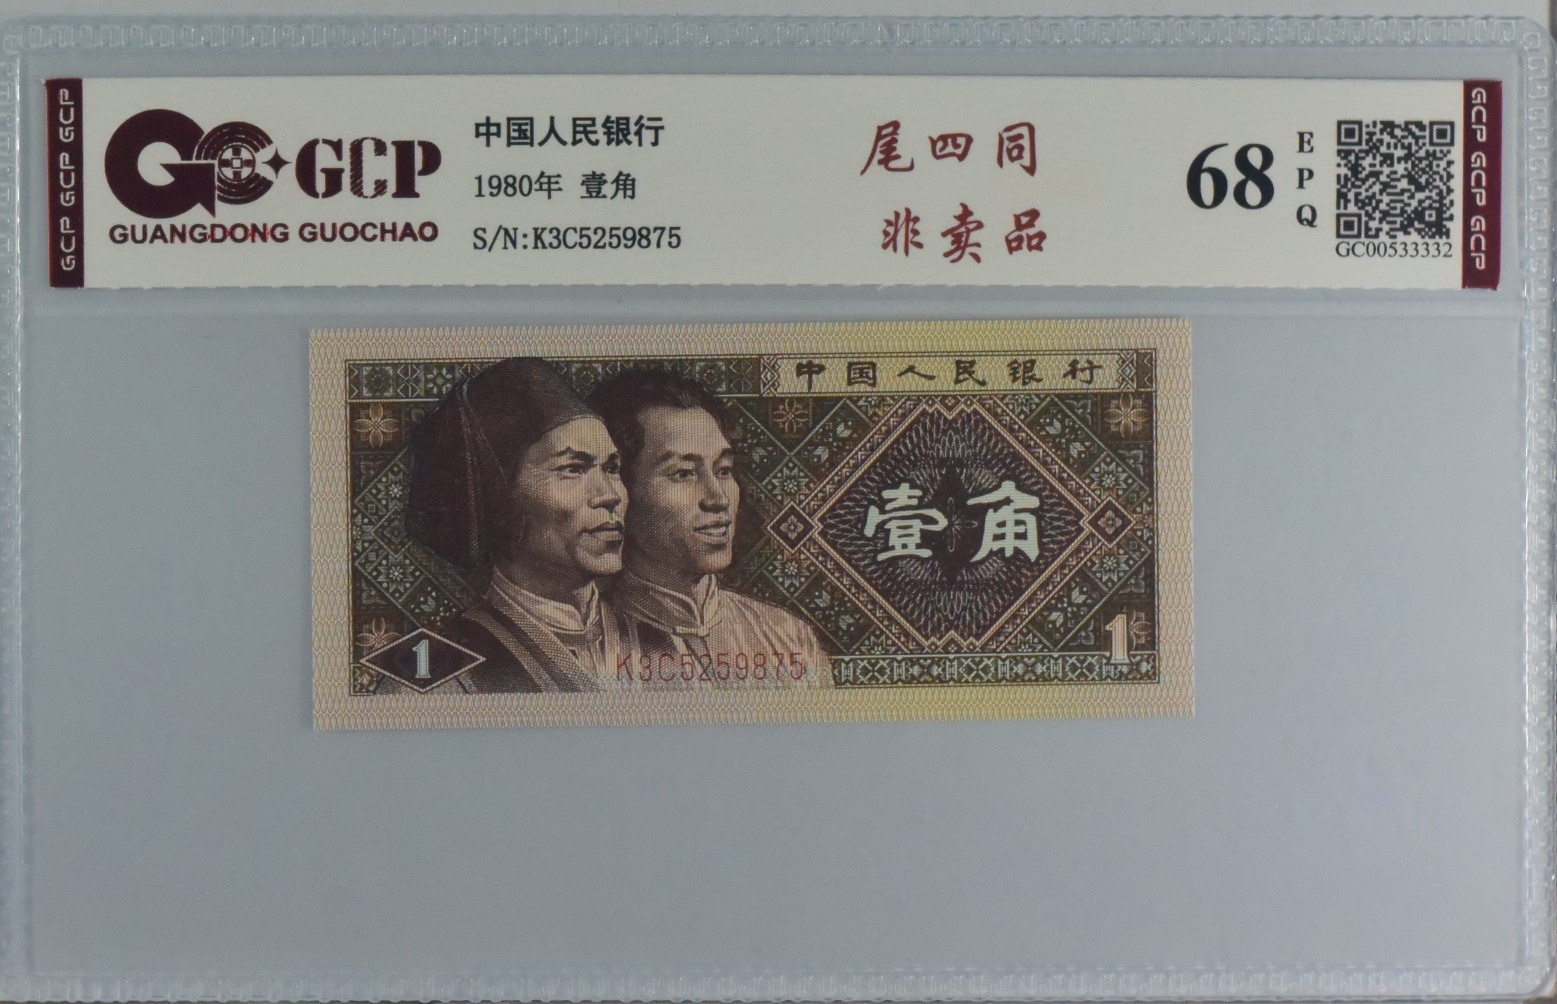 GCP GCP GCP
GCP
GUANGDONG GUOCHAO
中国人民银行
1980年 壹角
S/N:K3C5259875
尾四同
非卖品
68
EPQ
GC00533332
GCP GCP GCP
中国人民银行
壹角
1
K3C5259875
1